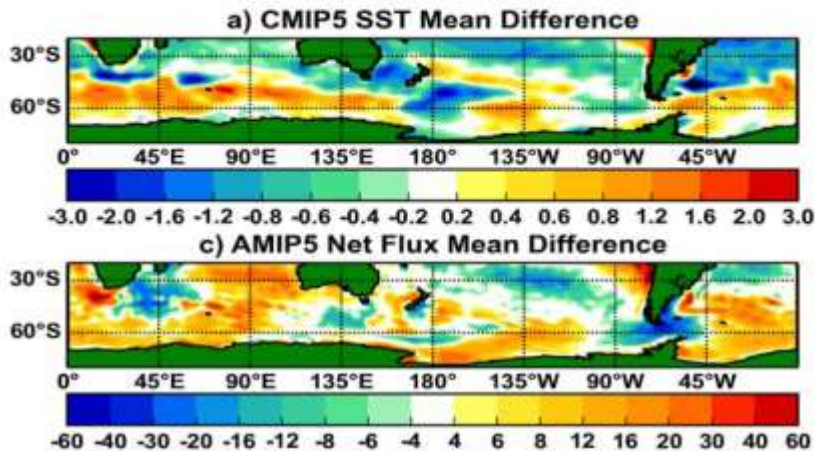 a) CMIP5 SST Mean Difference
30°S
60°S
0° 45°E 90°E 135°E 180° 135°W 90°W 45°W
-3.0 -2.0 -1.6 -1.2 -0.8 -0.6 -0.4 -0.2 0.2 0.4 0.6 0.8 1.2 1.6 2.0 3.0
c) AMIP5 Net Flux Mean Difference
30°S
60°S
0° 45°E 90°E 135°E 180° 135°W 90°W 45°W
-60 -40 -30 -20 -16 -12 -8 -6 -4 4 6 8 12 16 20 30 40 60